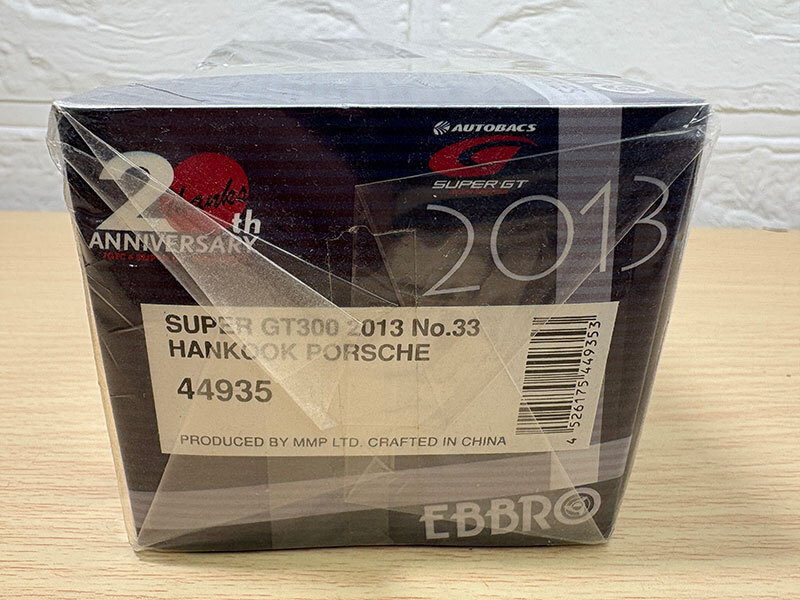 20th
Thanks
ANNIVERSARY
AUTOBACS
SUPER GT
2013
SUPER GT300 2013 No.33
HANKOOK PORSCHE
44935
4 526175 449353
PRODUCED BY MMP LTD. CRAFTED IN CHINA
EBBRO